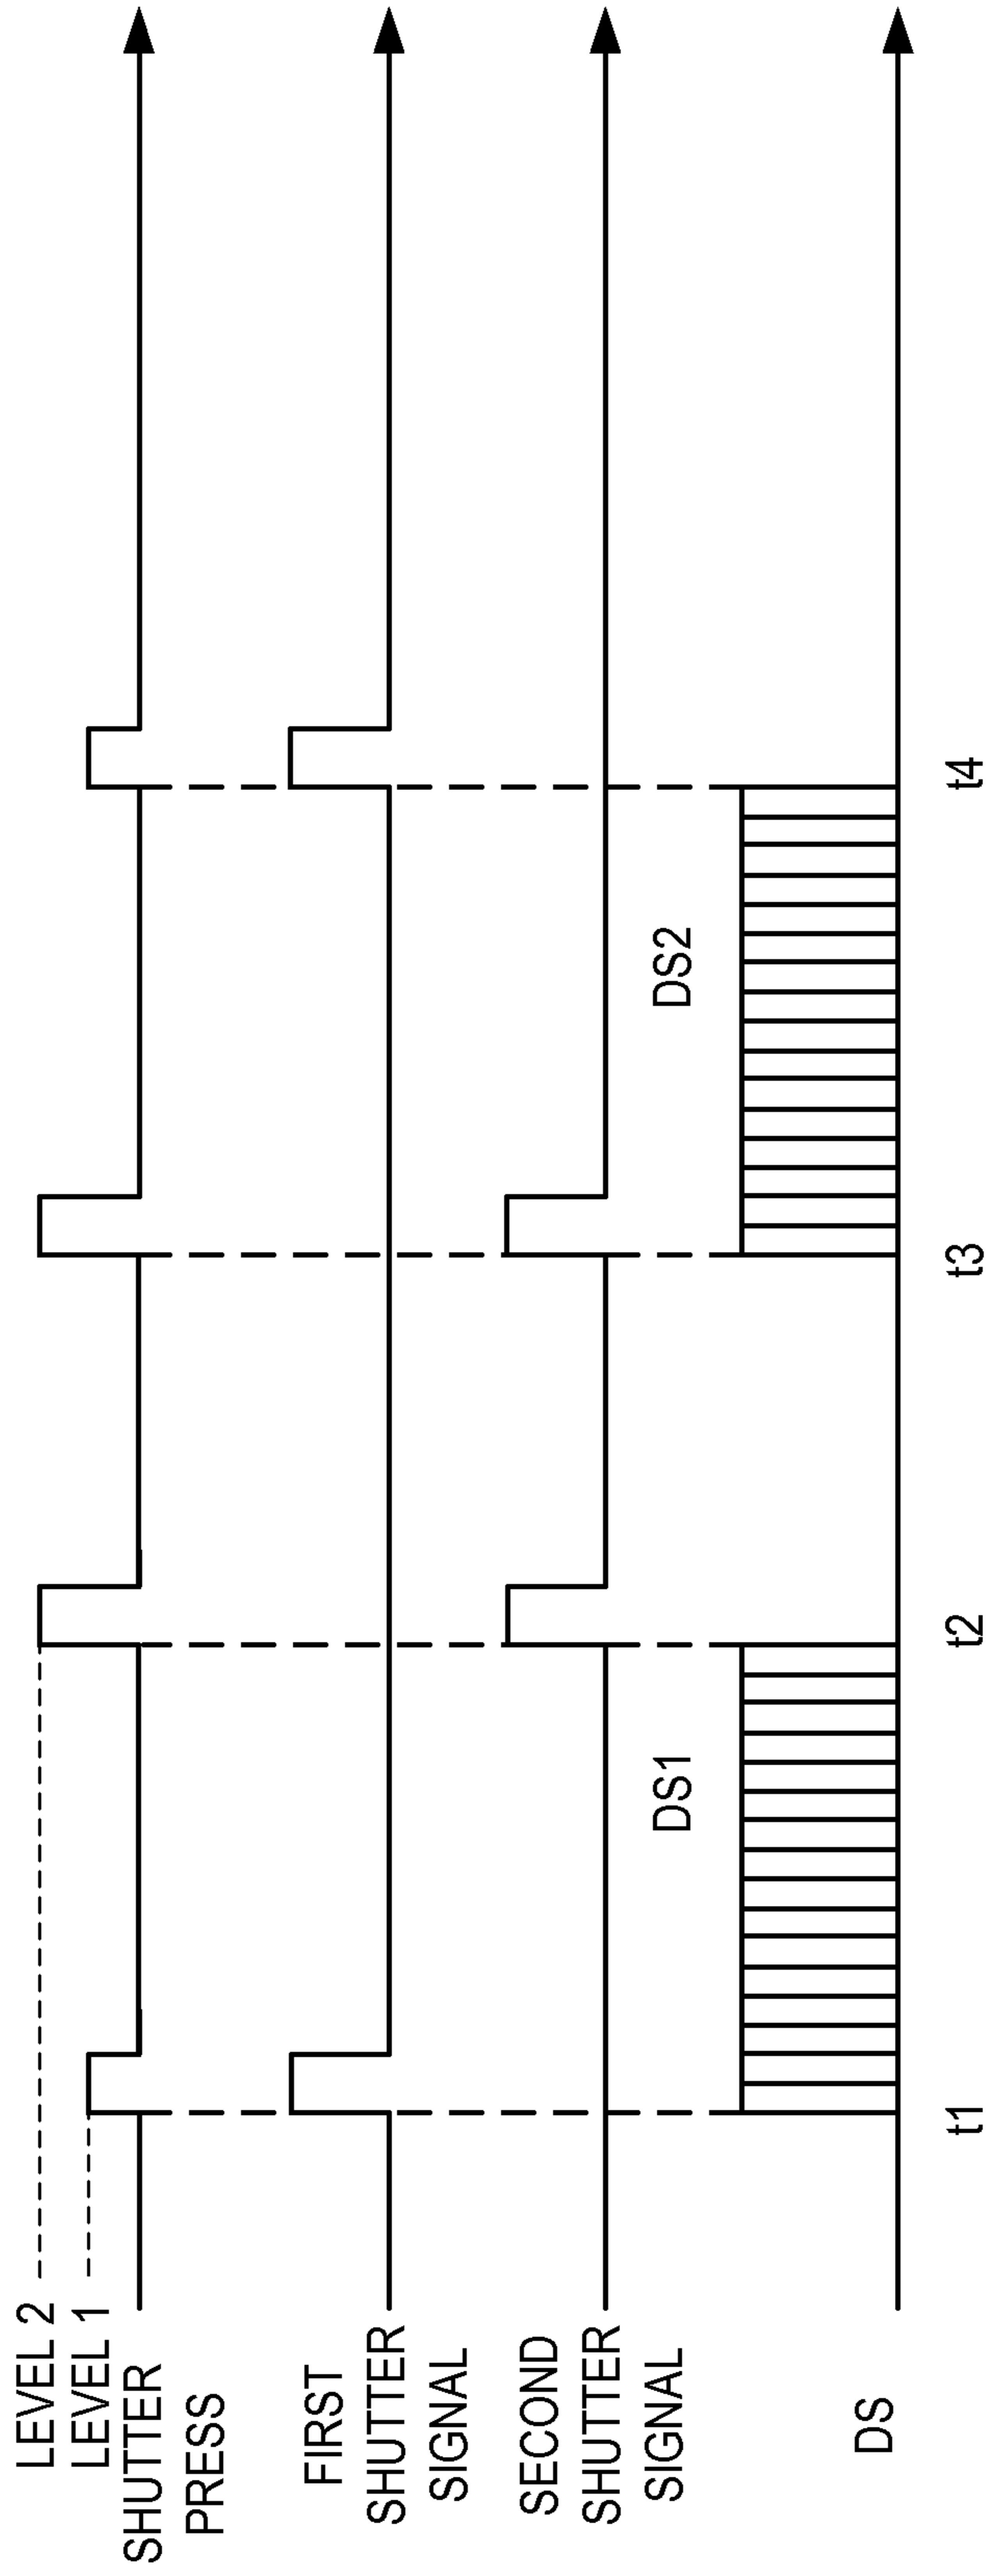 LEVEL 2
LEVEL 1
SHUTTER
PRESS
FIRST
SHUTTER
SIGNAL
SECOND
SHUTTER
SIGNAL
DS1
DS2
DS
t1
t2
t3
t4